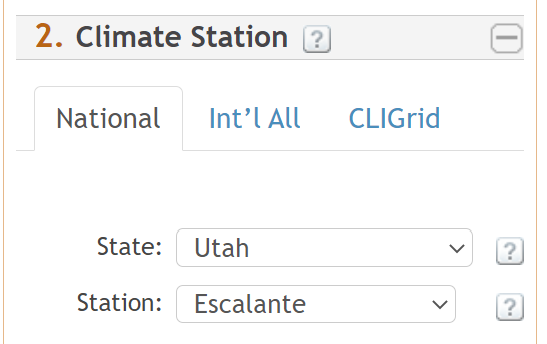 2. Climate Station ?
National Int’l All CLIGrid
State: Utah ?
Station: Escalante ?